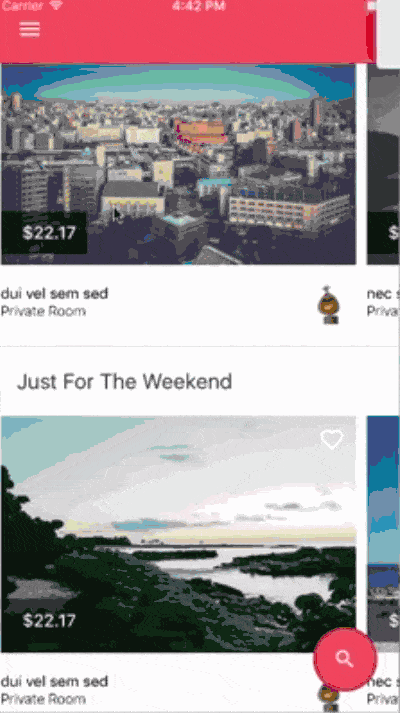 Carrier 4:42 PM
$22.17 $
dui vel sem sed nec s
Private Room Priva
Just For The Weekend
$22.17
dui vel sem sed nec s
Private Room Priva